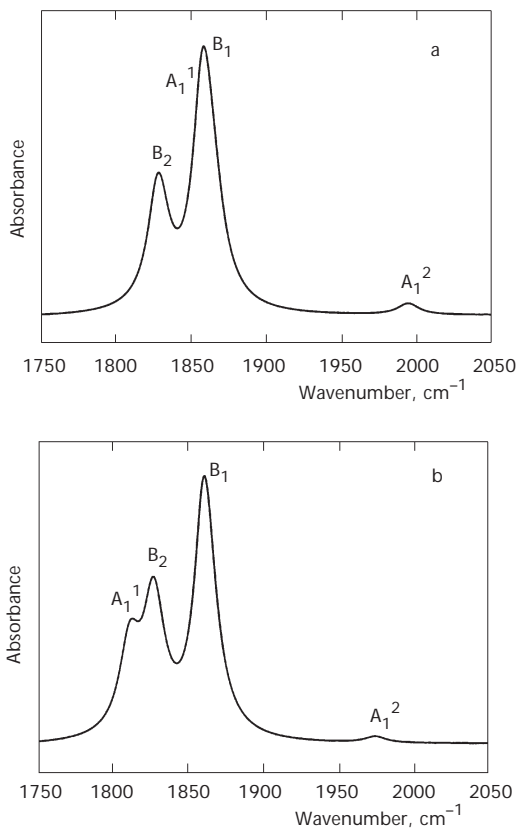 a
B₁
A₁¹
B₂
A₁²
Absorbance
1750 1800 1850 1900 1950 2000 2050
Wavenumber, cm⁻¹
b
B₁
B₂
A₁¹
A₁²
Absorbance
1750 1800 1850 1900 1950 2000 2050
Wavenumber, cm⁻¹